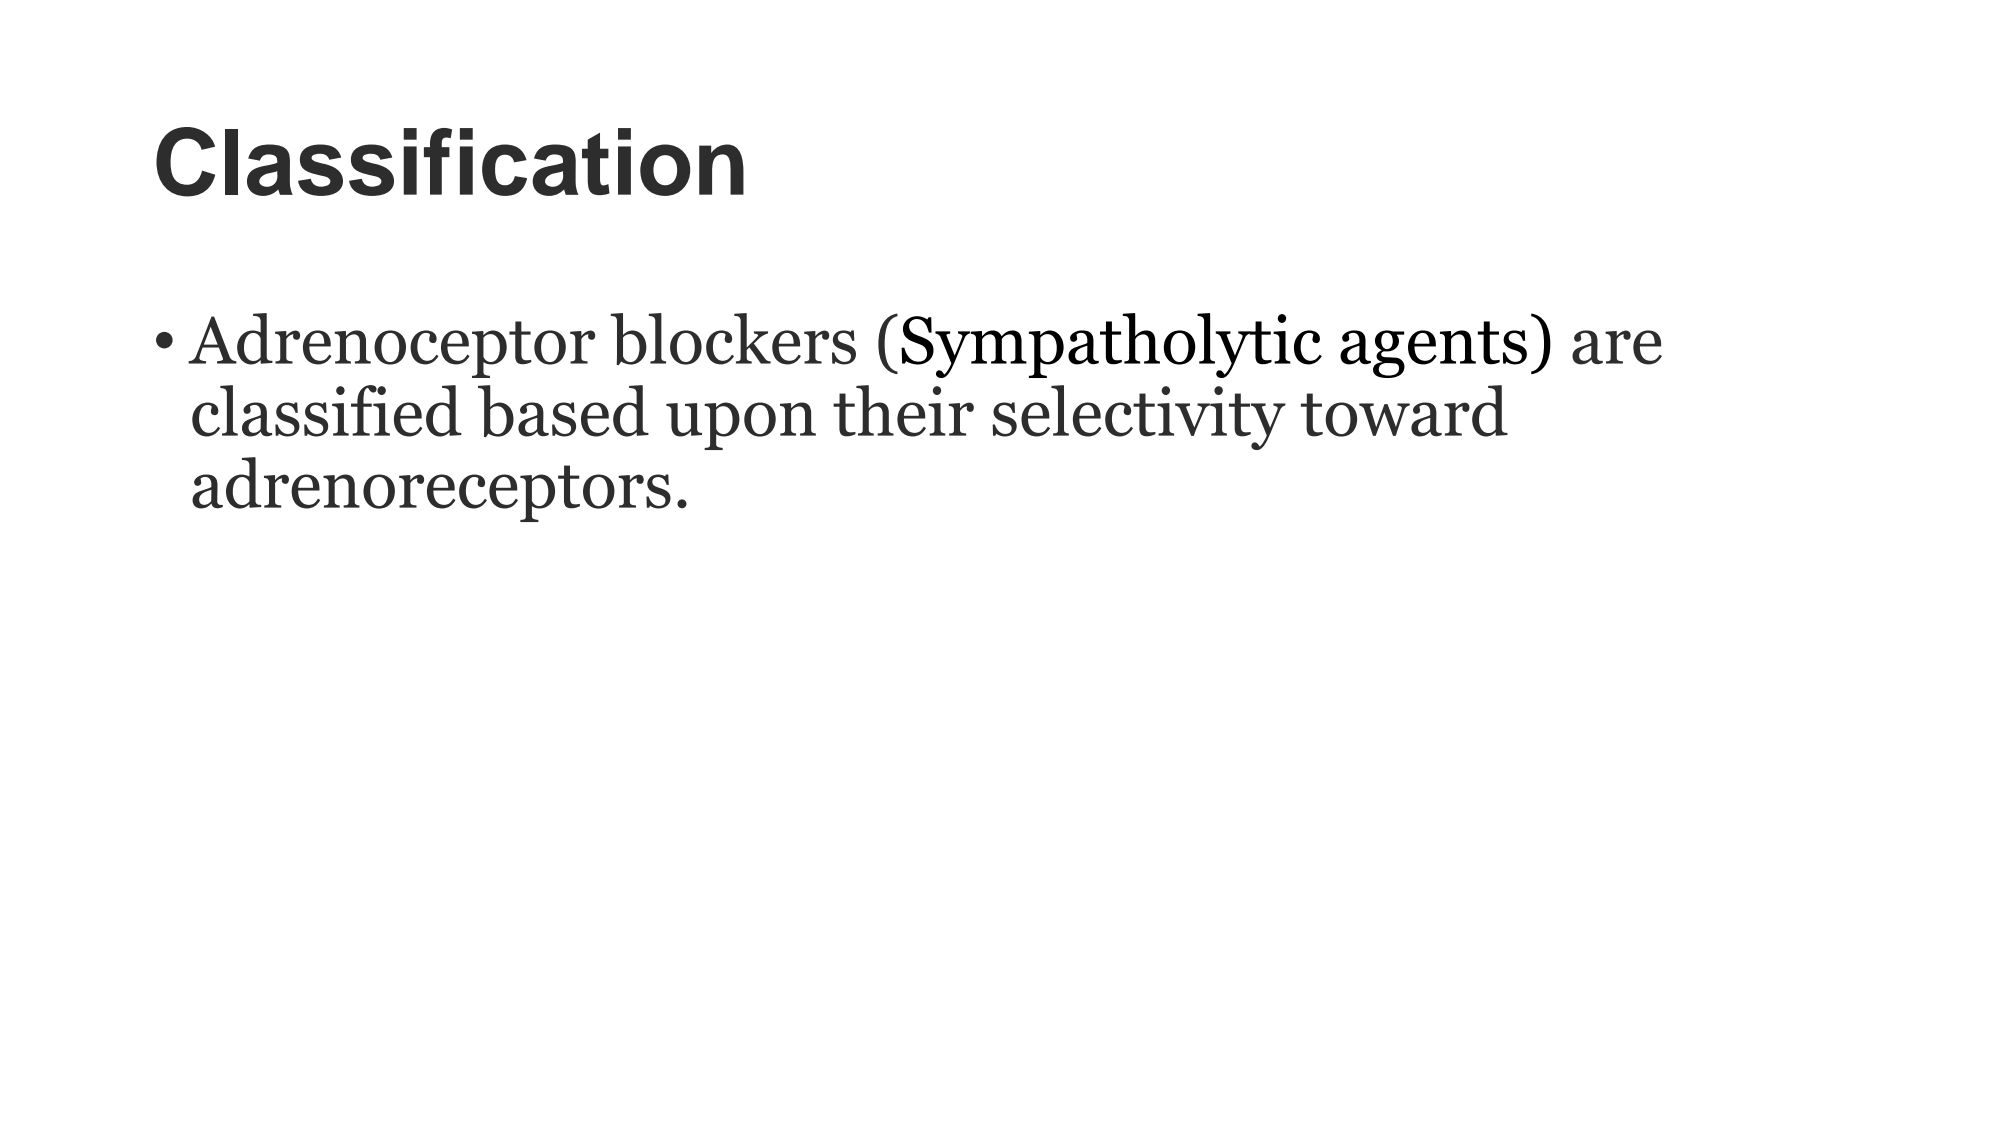 Classification
• Adrenoceptor blockers (Sympatholytic agents) are
classified based upon their selectivity toward
adrenoreceptors.